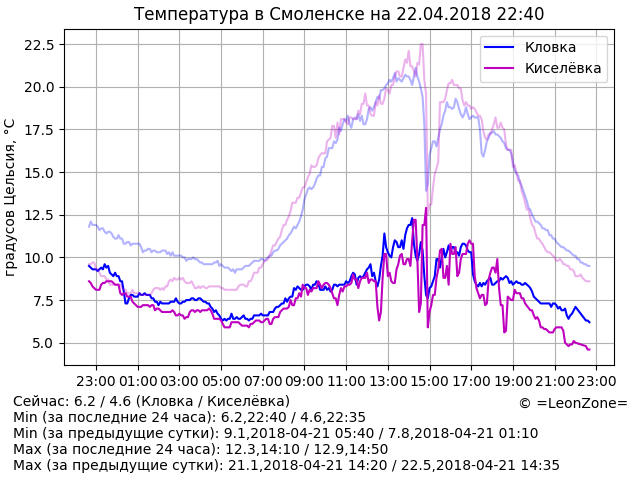 Температура в Смоленске на 22.04.2018 22:40
градусов Цельсия, °C
22.5
20.0
17.5
15.0
12.5
10.0
7.5
5.0
Кловка
Киселёвка
23:00 01:00 03:00 05:00 07:00 09:00 11:00 13:00 15:00 17:00 19:00 21:00 23:00
© =LeonZone=
Сейчас: 6.2 / 4.6 (Кловка / Киселёвка)
Min (за последние 24 часа): 6.2,22:40 / 4.6,22:35
Min (за предыдущие сутки): 9.1,2018-04-21 05:40 / 7.8,2018-04-21 01:10
Max (за последние 24 часа): 12.3,14:10 / 12.9,14:50
Max (за предыдущие сутки): 21.1,2018-04-21 14:20 / 22.5,2018-04-21 14:35